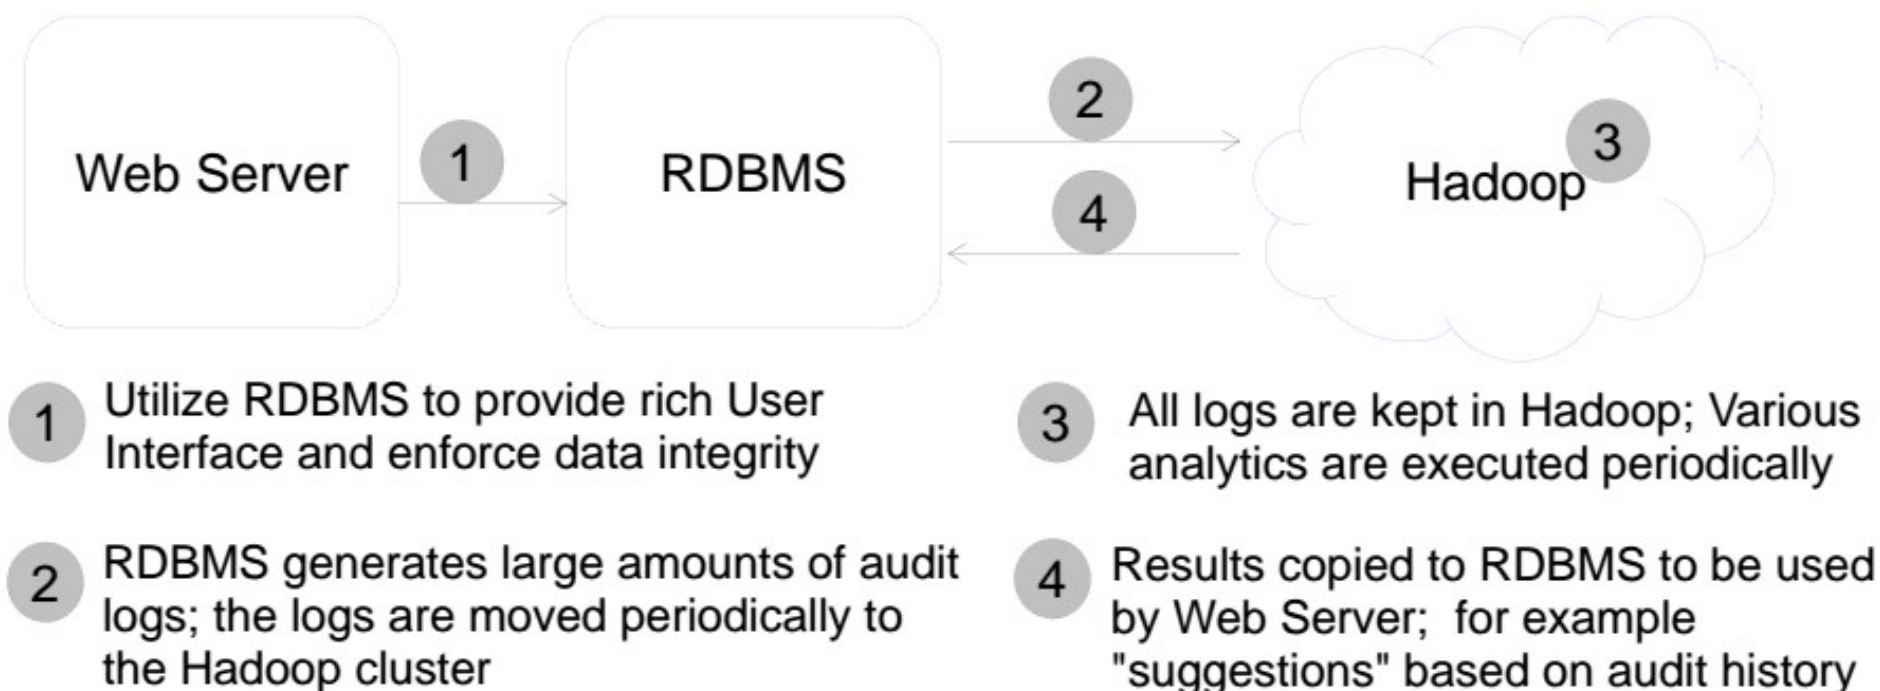 Web Server
1
RDBMS
2
4
Hadoop
3
1
Utilize RDBMS to provide rich User
Interface and enforce data integrity
2
RDBMS generates large amounts of audit
logs; the logs are moved periodically to
the Hadoop cluster
3
All logs are kept in Hadoop; Various
analytics are executed periodically
4
Results copied to RDBMS to be used
by Web Server; for example
"suggestions" based on audit history